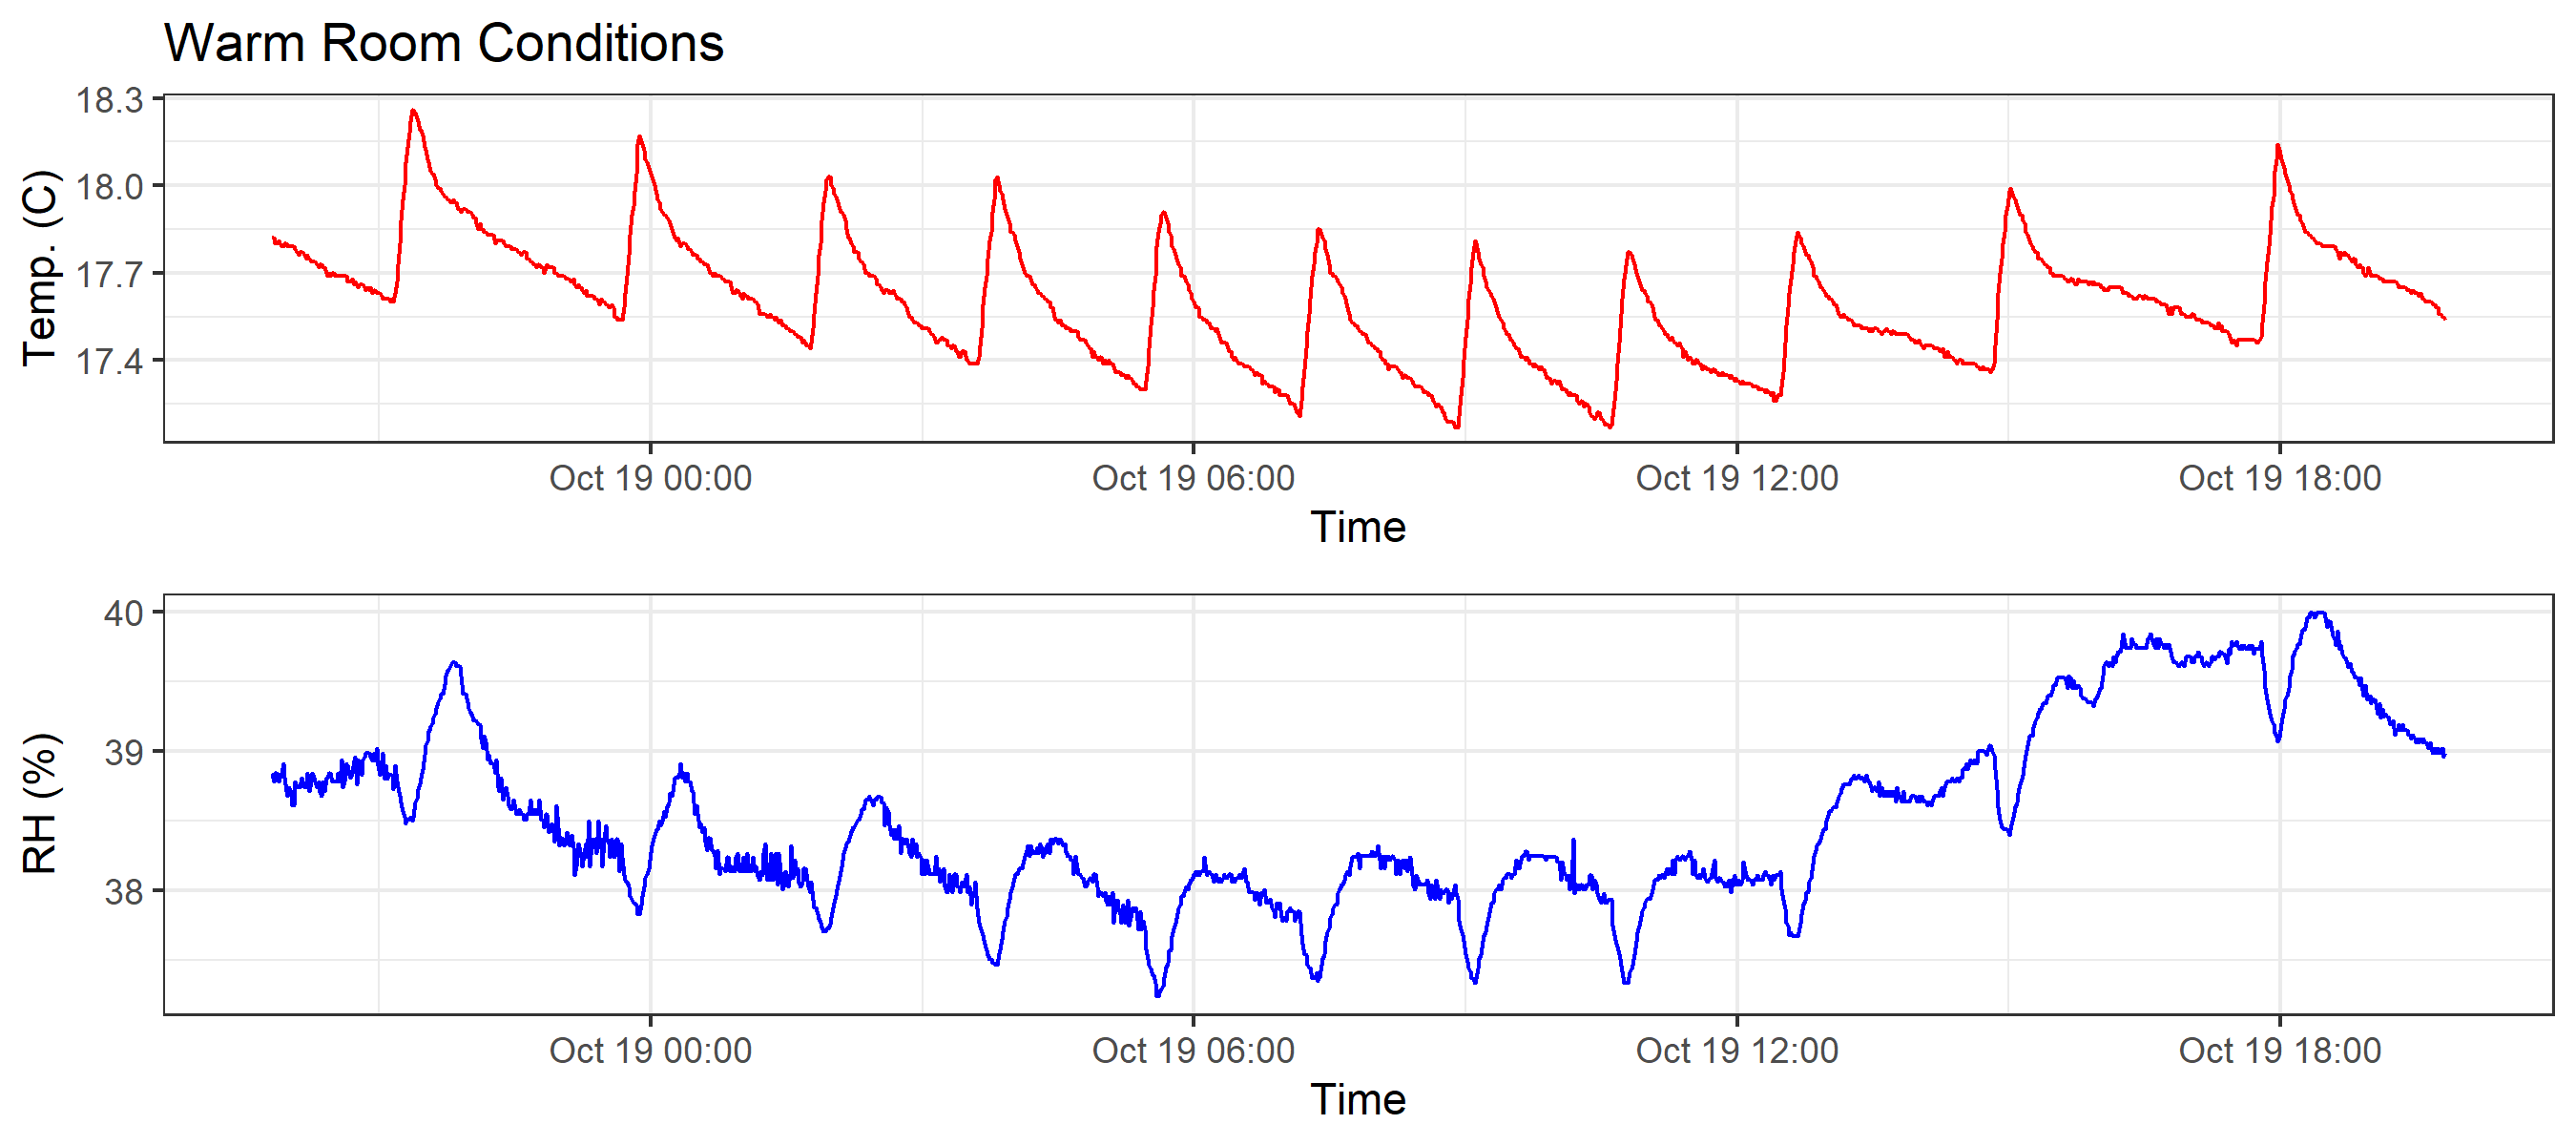 Warm Room Conditions
18.3
18.0
17.7
17.4
Temp. (C)
Oct 19 00:00 Oct 19 06:00 Oct 19 12:00 Oct 19 18:00
Time
40
39
38
RH (%)
Oct 19 00:00 Oct 19 06:00 Oct 19 12:00 Oct 19 18:00
Time